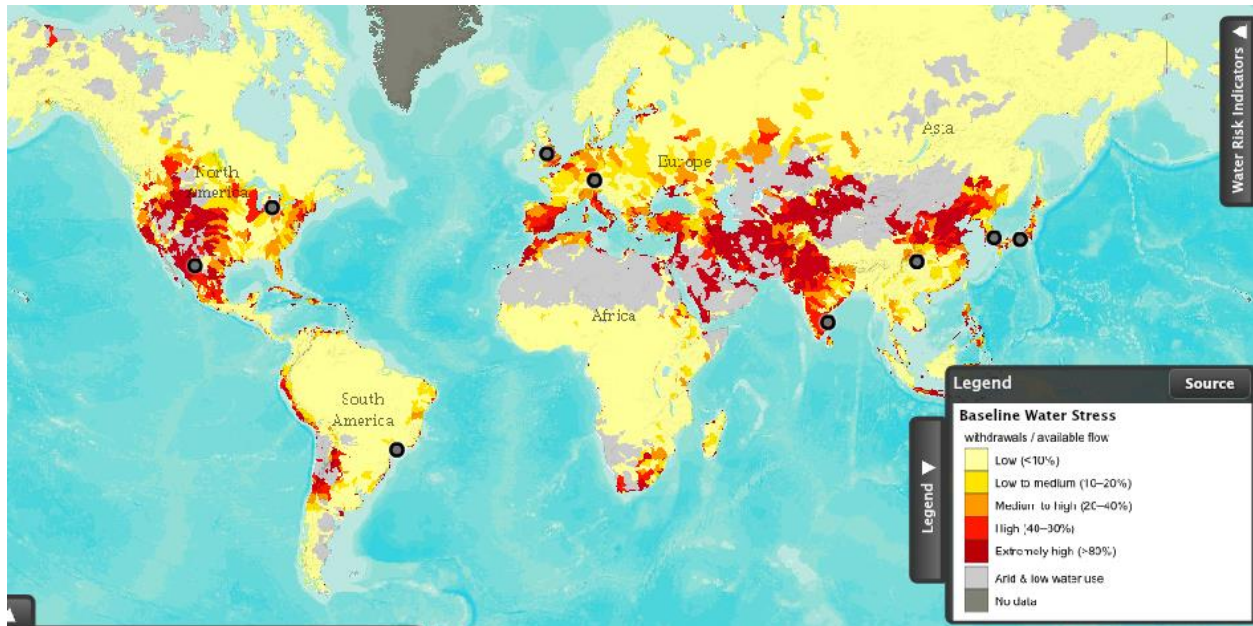 Water Risk Indicators
Asia
Europe
North
America
Africa
South
America
Legend
Source
Legend
Baseline Water Stress
withdrawals / available flow
Low (<10%)
Low to medium (10–20%)
Medium to high (20–40%)
High (40–80%)
Extremely high (>80%)
Arid & low water use
No data